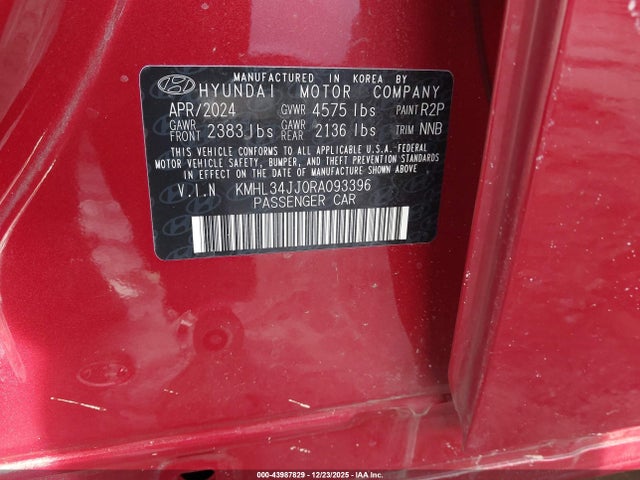 MANUFACTURED IN KOREA BY
HYUNDAI MOTOR COMPANY
APR/2024 GVWR 4575 lbs PAINT R2P
GAWR FRONT 2383 lbs GAWR REAR 2136 lbs TRIM NNB
THIS VEHICLE CONFORMS TO ALL APPLICABLE U.S.A.-FEDERAL
MOTOR VEHICLE SAFETY, BUMPER, AND THEFT PREVENTION STANDARDS
IN EFFECT ON THE DATE OF MANUFACTURE SHOWN ABOVE
V.I.N KMHL34JJ0RA093396
PASSENGER CAR
000-43987829 - 12/23/2025 - IAA Inc.